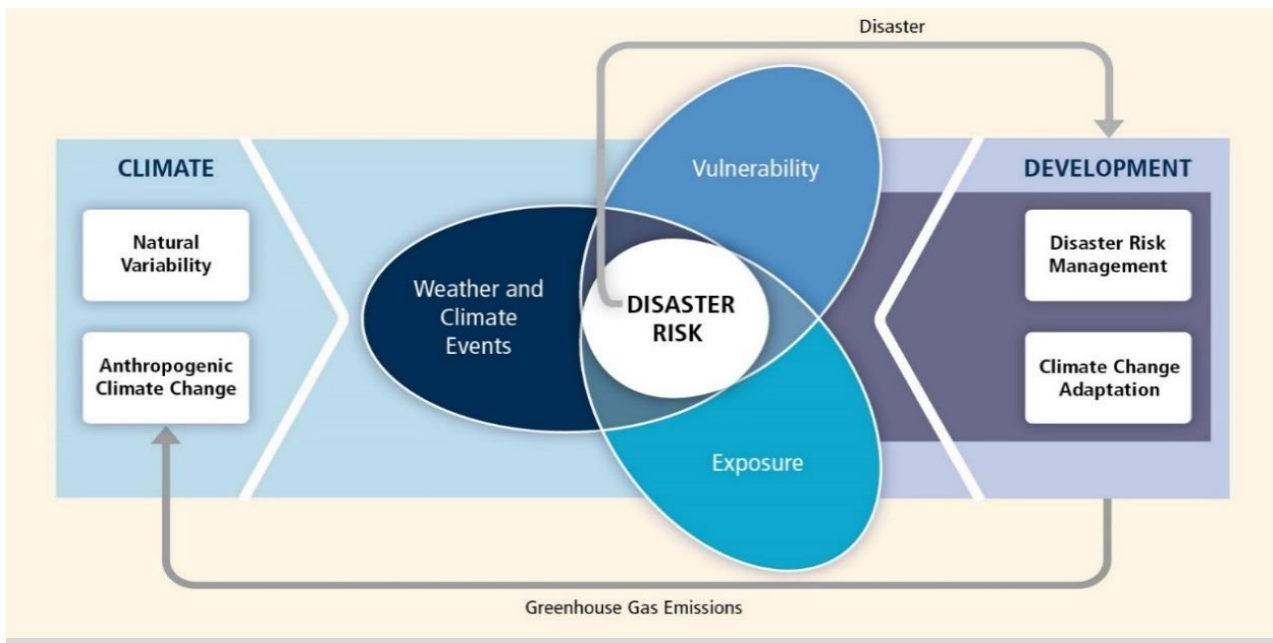 Disaster
CLIMATE
Natural
Variability
Anthropogenic
Climate Change
Weather and
Climate
Events
Vulnerability
DISASTER
RISK
Exposure
DEVELOPMENT
Disaster Risk
Management
Climate Change
Adaptation
Greenhouse Gas Emissions